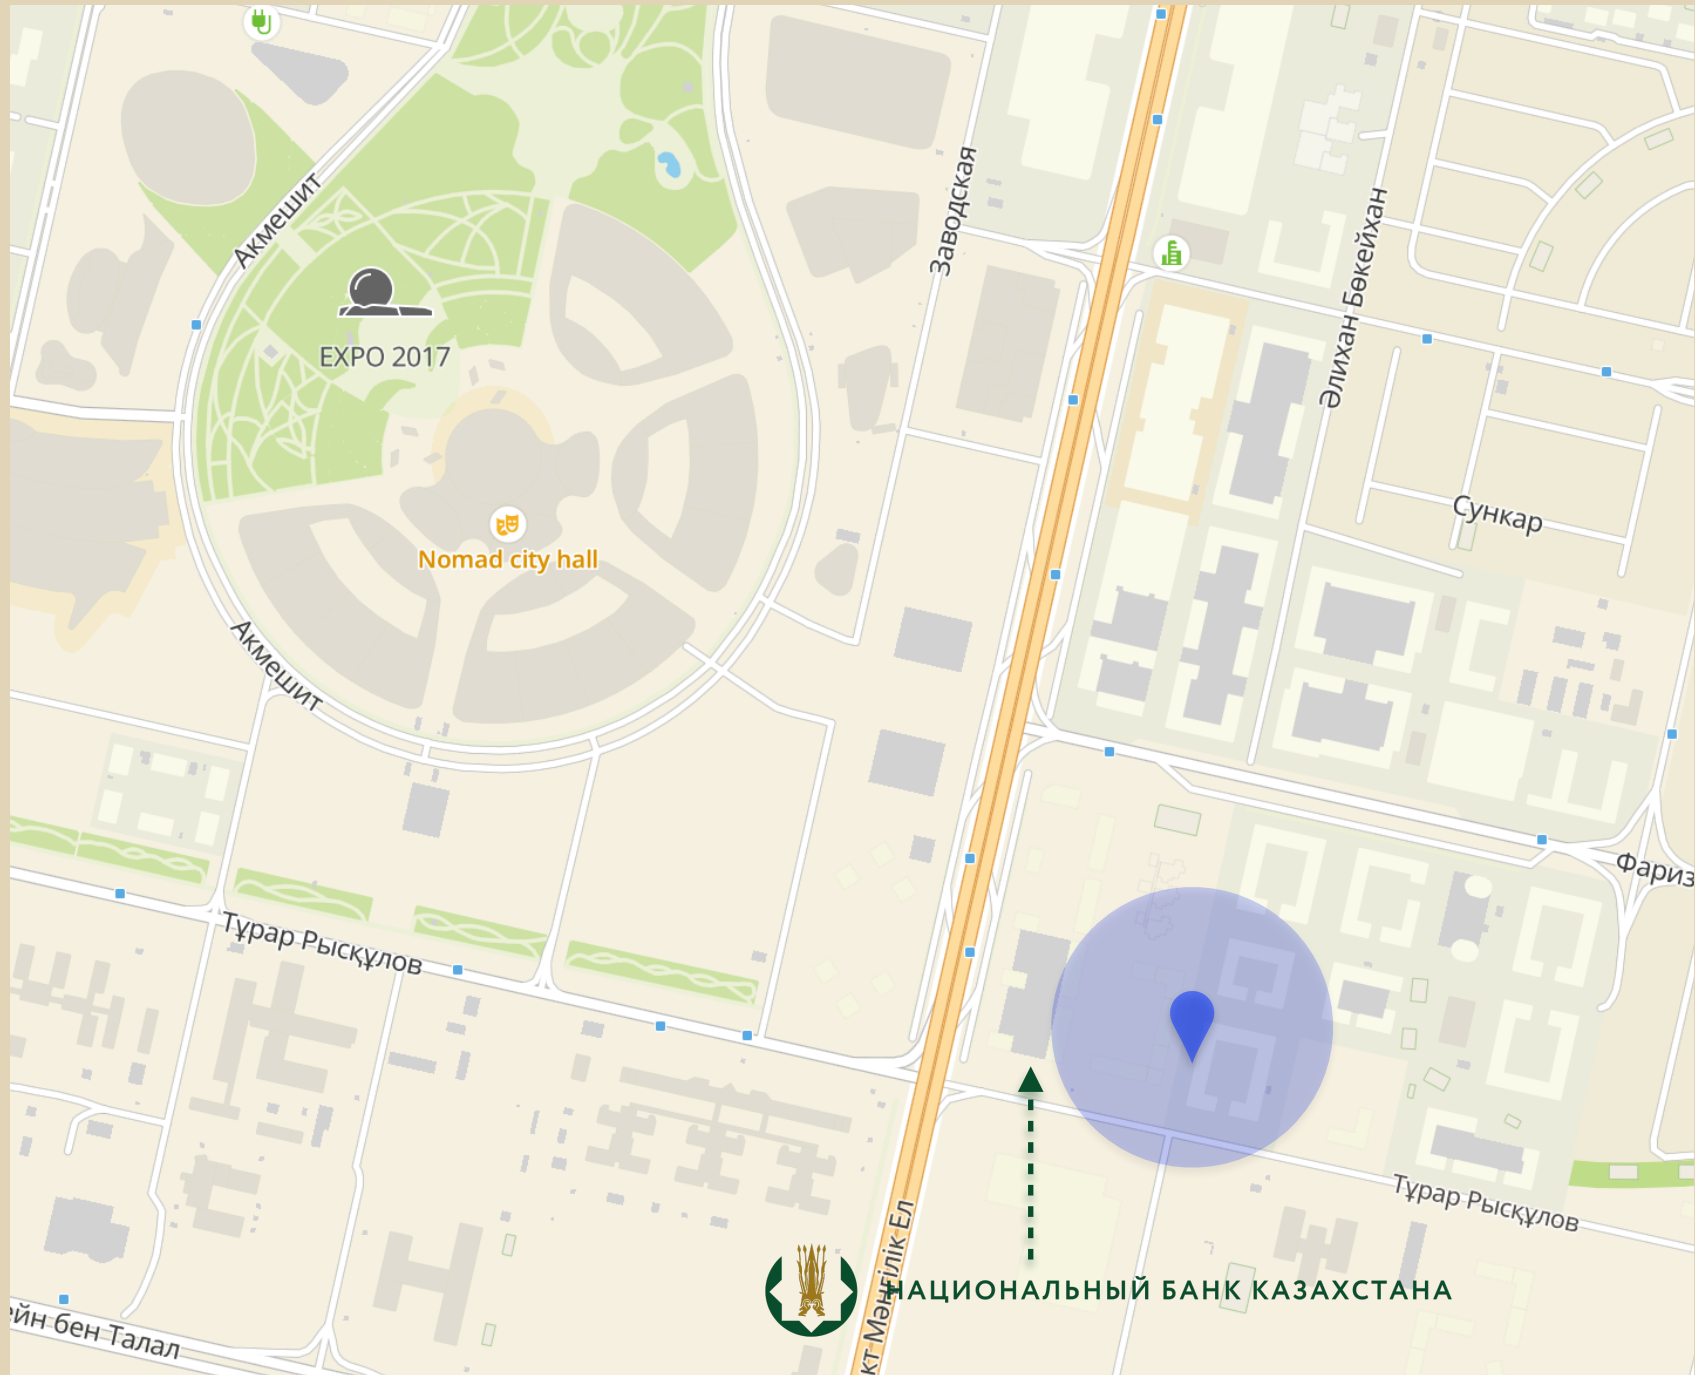 Акмешит
Заводская
Әлихан Бөкейхан
EXPO 2017
Сункар
Nomad city hall
Акмешит
Фариз
Тұрар Рысқұлов
Тұрар Рысқұлов
кт Мәңгілік Ел
НАЦИОНАЛЬНЫЙ БАНК КАЗАХСТАНА
ейн бен Талал